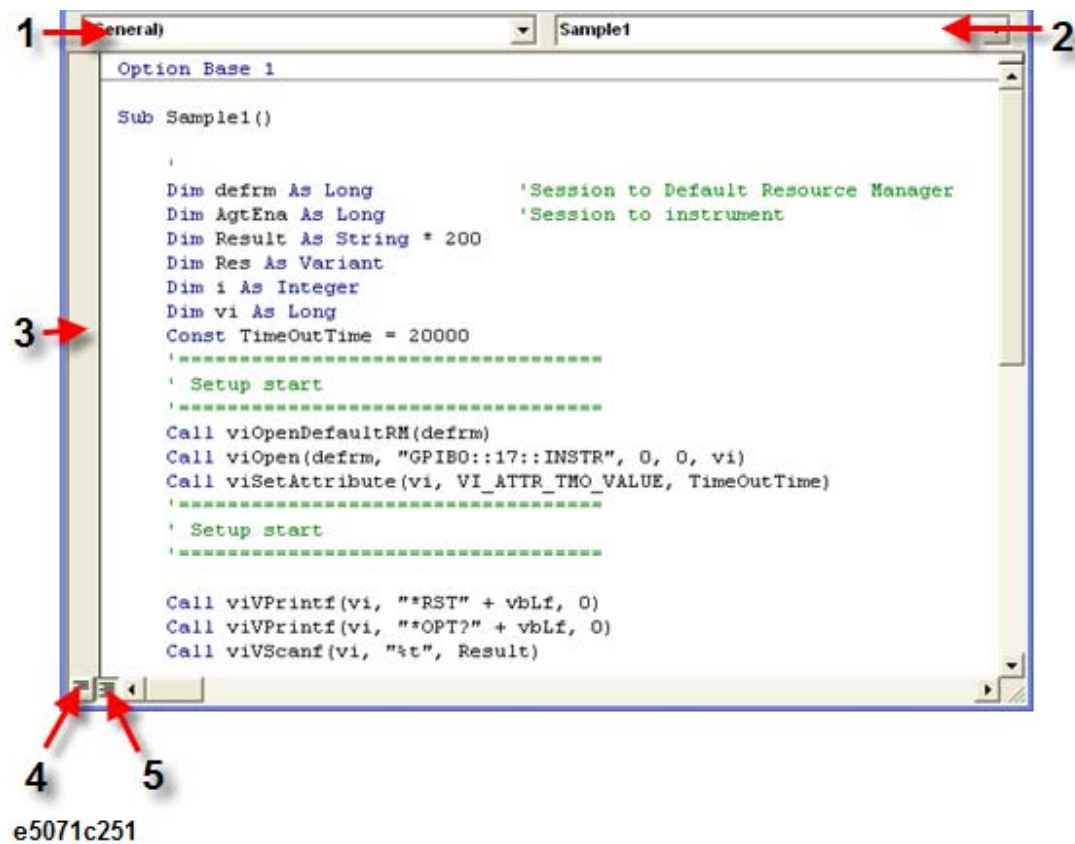 1
General)
Sample1
2
Option Base 1
Sub Sample1()
'
Dim defrm As Long 'Session to Default Resource Manager
Dim AgtEna As Long 'Session to instrument
Dim Result As String * 200
Dim Res As Variant
Dim i As Integer
Dim vi As Long
3
Const TimeOutTime = 20000
'===================================
' Setup start
'===================================
Call viOpenDefaultRM(defrm)
Call viOpen(defrm, "GPIB0::17::INSTR", 0, 0, vi)
Call viSetAttribute(vi, VI_ATTR_TMO_VALUE, TimeOutTime)
'===================================
' Setup start
'===================================
Call viVPrintf(vi, "*RST" + vbLf, 0)
Call viVPrintf(vi, "*OPT?" + vbLf, 0)
Call viVScanf(vi, "%t", Result)
4
5
e5071c251